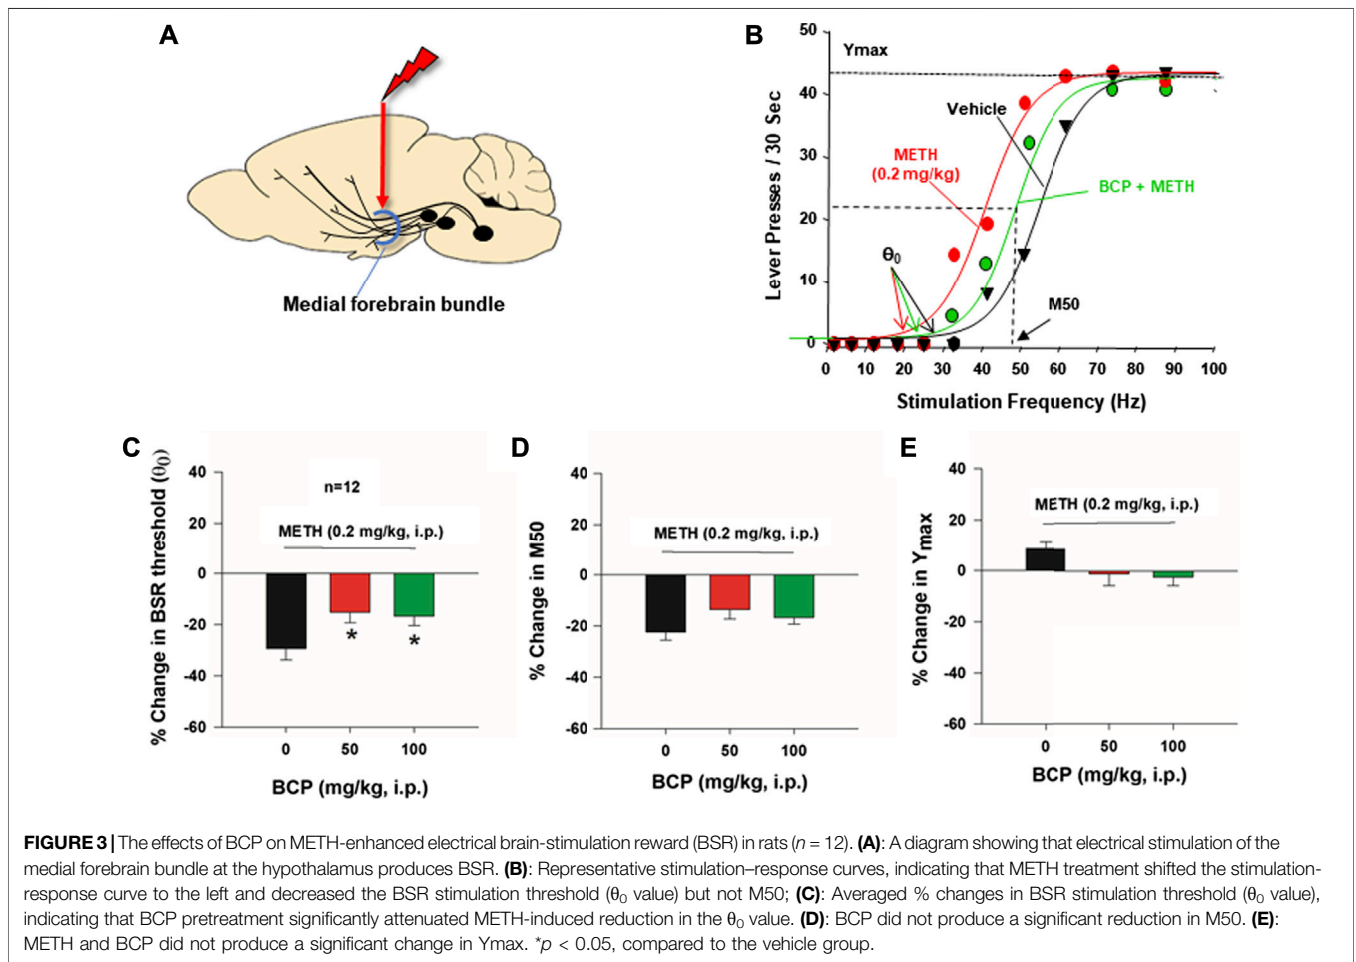 A
Medial forebrain bundle
B
50
40
30
20
10
0
Lever Presses / 30 Sec
Ymax
Vehicle
METH
(0.2 mg/kg)
BCP + METH
θ0
M50
0 10 20 30 40 50 60 70 80 90 100
Stimulation Frequency (Hz)
C
% Change in BSR threshold (θ0)
40
20
0
-20
-40
-60
n=12
METH (0.2 mg/kg, i.p.)
* *
0 50 100
BCP (mg/kg, i.p.)
D
% Change in M50
40
20
0
-20
-40
-60
METH (0.2 mg/kg, i.p.)
0 50 100
BCP (mg/kg, i.p.)
E
% Change in Ymax
40
20
0
-20
-40
-60
METH (0.2 mg/kg, i.p.)
0 50 100
BCP (mg/kg, i.p.)
FIGURE 3 | The effects of BCP on METH-enhanced electrical brain-stimulation reward (BSR) in rats (n = 12). (A): A diagram showing that electrical stimulation of the
medial forebrain bundle at the hypothalamus produces BSR. (B): Representative stimulation–response curves, indicating that METH treatment shifted the stimulation-
response curve to the left and decreased the BSR stimulation threshold (θ0 value) but not M50; (C): Averaged % changes in BSR stimulation threshold (θ0 value),
indicating that BCP pretreatment significantly attenuated METH-induced reduction in the θ0 value. (D): BCP did not produce a significant reduction in M50. (E):
METH and BCP did not produce a significant change in Ymax. *p < 0.05, compared to the vehicle group.